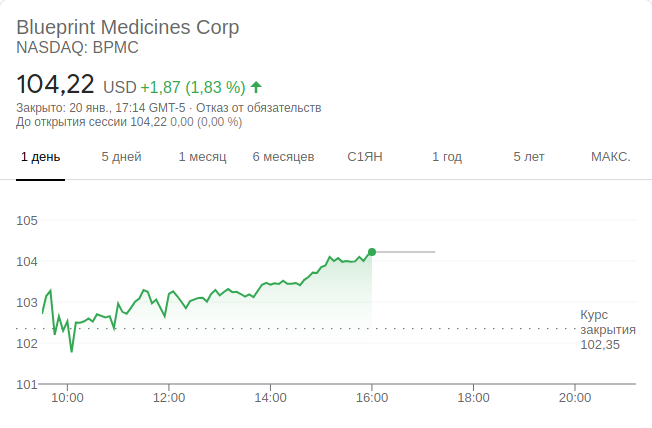 Blueprint Medicines Corp
NASDAQ: BPMC
104,22 USD +1,87 (1,83 %)
Закрыто: 20 янв., 17:14 GMT-5 · Отказ от обязательств
До открытия сессии 104,22 0,00 (0,00 %)
1 день 5 дней 1 месяц 6 месяцев С1ЯН 1 год 5 лет МАКС.
105
104
103
102
101
Курс
закрытия
102,35
10:00 12:00 14:00 16:00 18:00 20:00